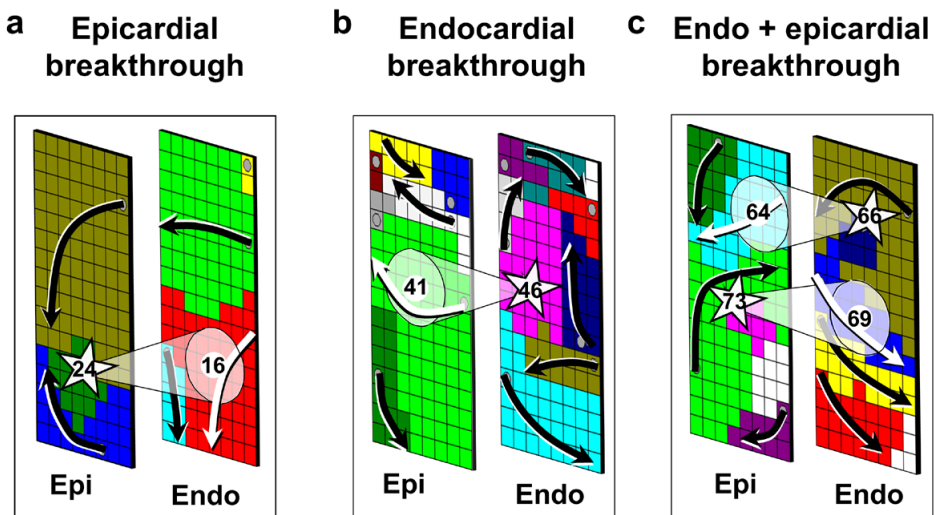 a
Epicardial
breakthrough
24
16
Epi
Endo
b
Endocardial
breakthrough
41
46
Epi
Endo
c
Endo + epicardial
breakthrough
64
66
73
69
Epi
Endo